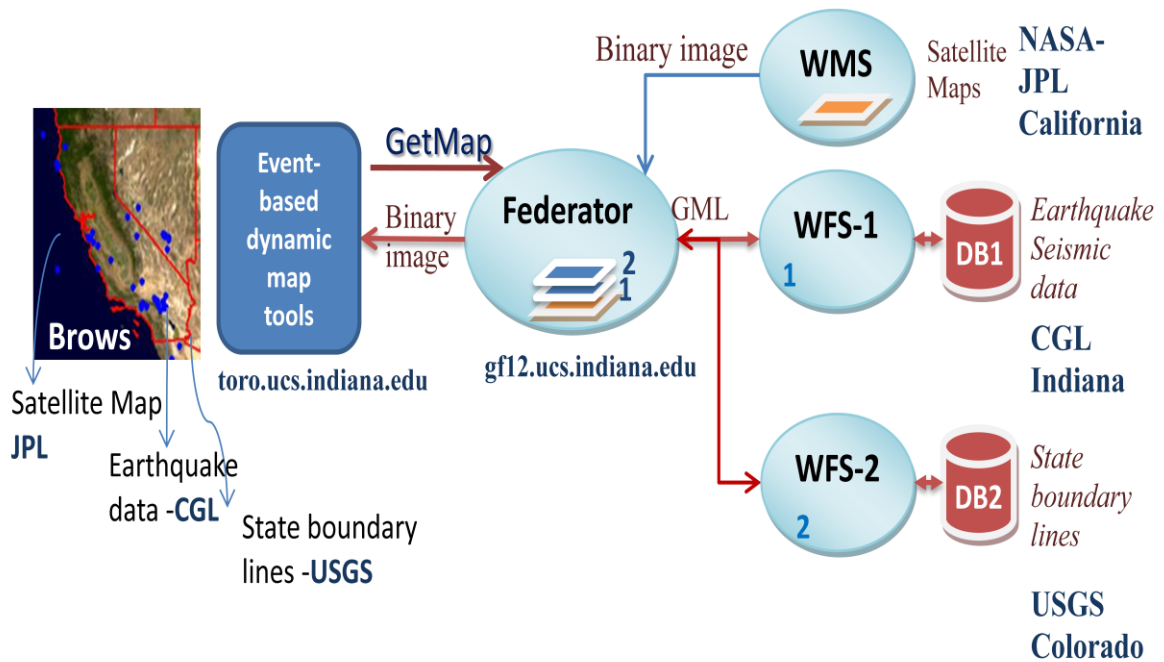 Brows
Satellite Map
JPL
Earthquake
data -CGL
State boundary
lines -USGS
Event-
based
dynamic
map
tools
toro.ucs.indiana.edu
GetMap
Binary
image
Federator
2
1
gf12.ucs.indiana.edu
Binary image
GML
WMS
Satellite
Maps
NASA-
JPL
California
WFS-1
1
DB1
Earthquake
Seismic
data
CGL
Indiana
WFS-2
2
DB2
State
boundary
lines
USGS
Colorado